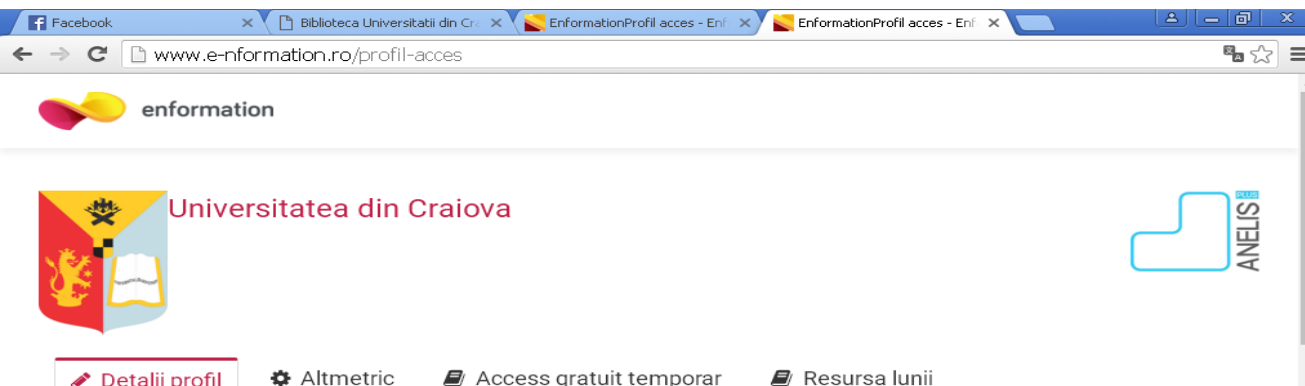 Facebook
Biblioteca Universitatii din Cra
EnformationProfil acces - Enf
EnformationProfil acces - Enf
www.e-nformation.ro/profil-acces
enformation
Universitatea din Craiova
ANELIS
PLUS
Detalii profil
Altmetric
Access gratuit temporar
Resursa lunii